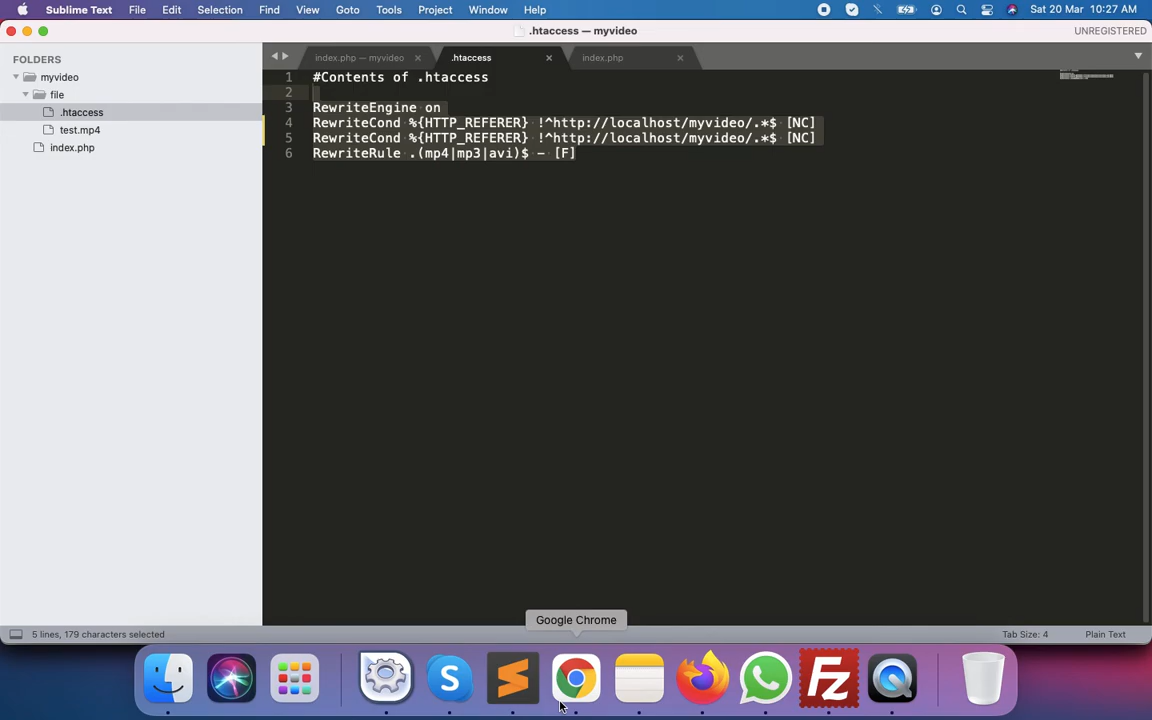 Sublime Text File Edit Selection Find View Goto Tools Project Window Help Sat 20 Mar 10:27 AM
.htaccess — myvideo UNREGISTERED
FOLDERS
myvideo
file
.htaccess
test.mp4
index.php
index.php — myvideo .htaccess index.php
1 #Contents of .htaccess
2
3 RewriteEngine on
4 RewriteCond %{HTTP_REFERER} !^http://localhost/myvideo/.*$ [NC]
5 RewriteCond %{HTTP_REFERER} !^http://localhost/myvideo/.*$ [NC]
6 RewriteRule .(mp4|mp3|avi)$ - [F]
Google Chrome
5 lines, 179 characters selected Tab Size: 4 Plain Text